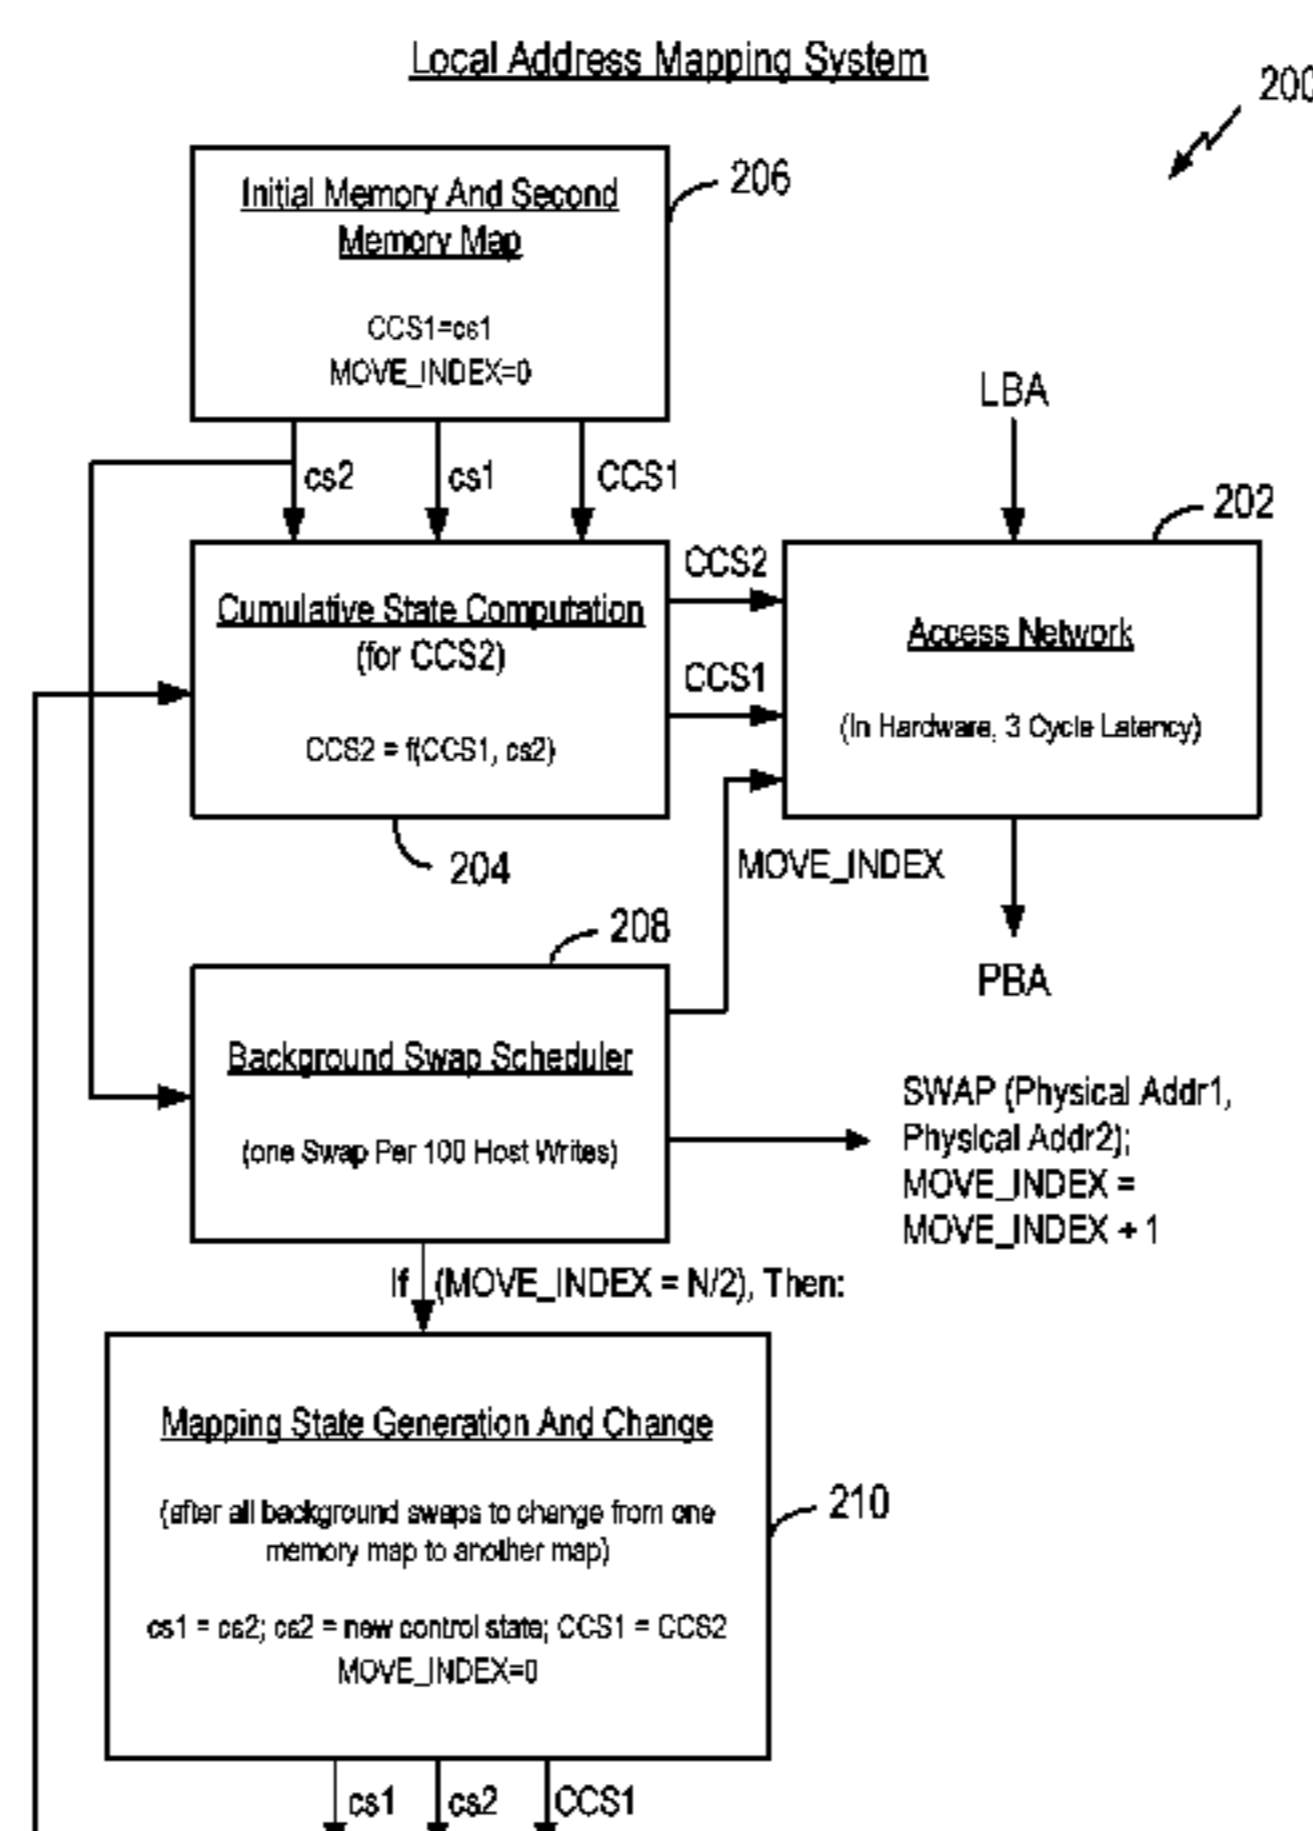 Local Address Mapping System
200
Initial Memory And Second
Memory Map
CCS1=cs1
MOVE_INDEX=0
206
cs2
cs1
CCS1
LBA
202
Cumulative State Computation
(for CCS2)
CCS2 = f(CCS1, cs2)
204
CCS2
CCS1
Access Network
(In Hardware, 3 Cycle Latency)
MOVE_INDEX
PBA
208
Background Swap Scheduler
(one Swap Per 100 Host Writes)
SWAP (Physical Addr1,
Physical Addr2);
MOVE_INDEX =
MOVE_INDEX + 1
If (MOVE_INDEX = N/2), Then:
Mapping State Generation And Change
(after all background swaps to change from one
memory map to another map)
cs1 = cs2; cs2 = new control state; CCS1 = CCS2
MOVE_INDEX=0
210
cs1
cs2
CCS1